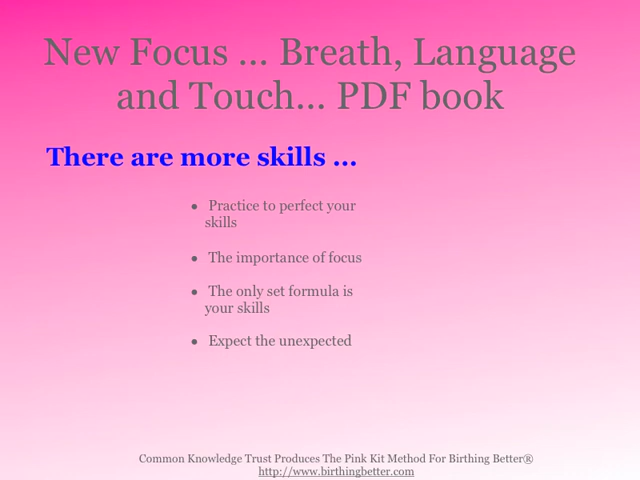 New Focus ... Breath, Language
and Touch... PDF book
There are more skills ...
• Practice to perfect your
skills
• The importance of focus
• The only set formula is
your skills
• Expect the unexpected
Common Knowledge Trust Produces The Pink Kit Method For Birthing Better®
http://www.birthingbetter.com